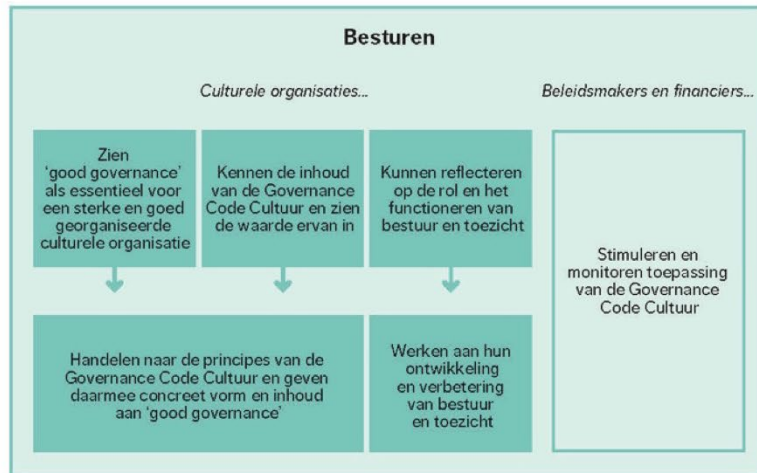 Besturen
Culturele organisaties...
Beleidsmakers en financiers...
Zien
‘good governance’
als essentieel voor
een sterke en goed
georganiseerde
culturele organisatie
Kennen de inhoud
van de Governance
Code Cultuur en zien
de waarde ervan in
Kunnen reflecteren
op de rol en het
functioneren van
bestuur en toezicht
Handelen naar de principes van de
Governance Code Cultuur en geven
daarmee concreet vorm en inhoud
aan ‘good governance’
Werken aan hun
ontwikkeling
en verbetering
van bestuur
en toezicht
Stimuleren en
monitoren toepassing
van de Governance
Code Cultuur